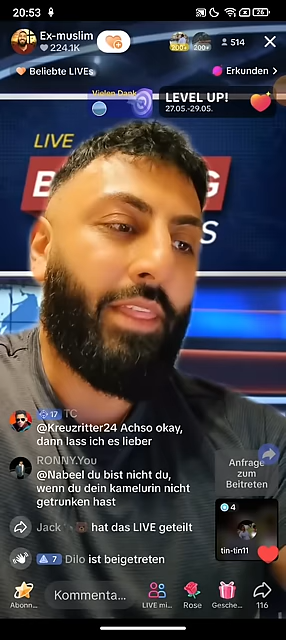 20:53
26
Ex-muslim
224.1K
200+
200+
514
Beliebte LIVEs
Erkunden >
Vielen Dank
LEVEL UP!
27.05.-29.05.
LIVE
B
G
S
17 TC
@Kreuzritter24 Achso okay,
dann lass ich es lieber
RONNY.You
@Nabeel du bist nicht du,
wenn du dein kamelurin nicht
getrunken hast
Anfrage
zum
Beitreten
4
tin-tin11
Jack hat das LIVE geteilt
7 Dilo ist beigetreten
Abonn...
Kommenta...
LIVE mi...
Rose
Gesche...
116